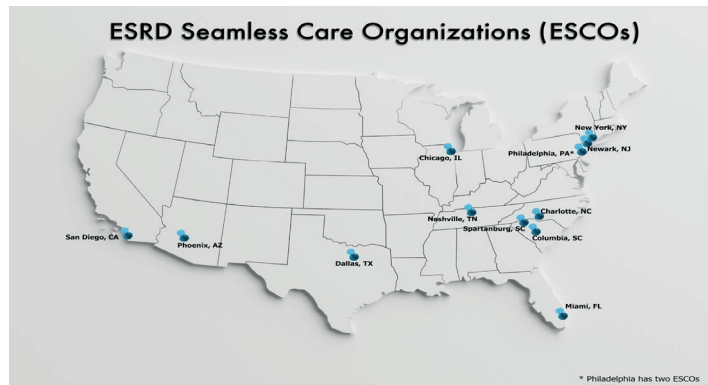 ESRD Seamless Care Organizations (ESCOs)
New York, NY
Newark, NJ
Philadelphia, PA*
Chicago, IL
Nashville, TN
Charlotte, NC
Spartanburg, SC
Columbia, SC
San Diego, CA
Phoenix, AZ
Dallas, TX
Miami, FL
* Philadelphia has two ESCOs